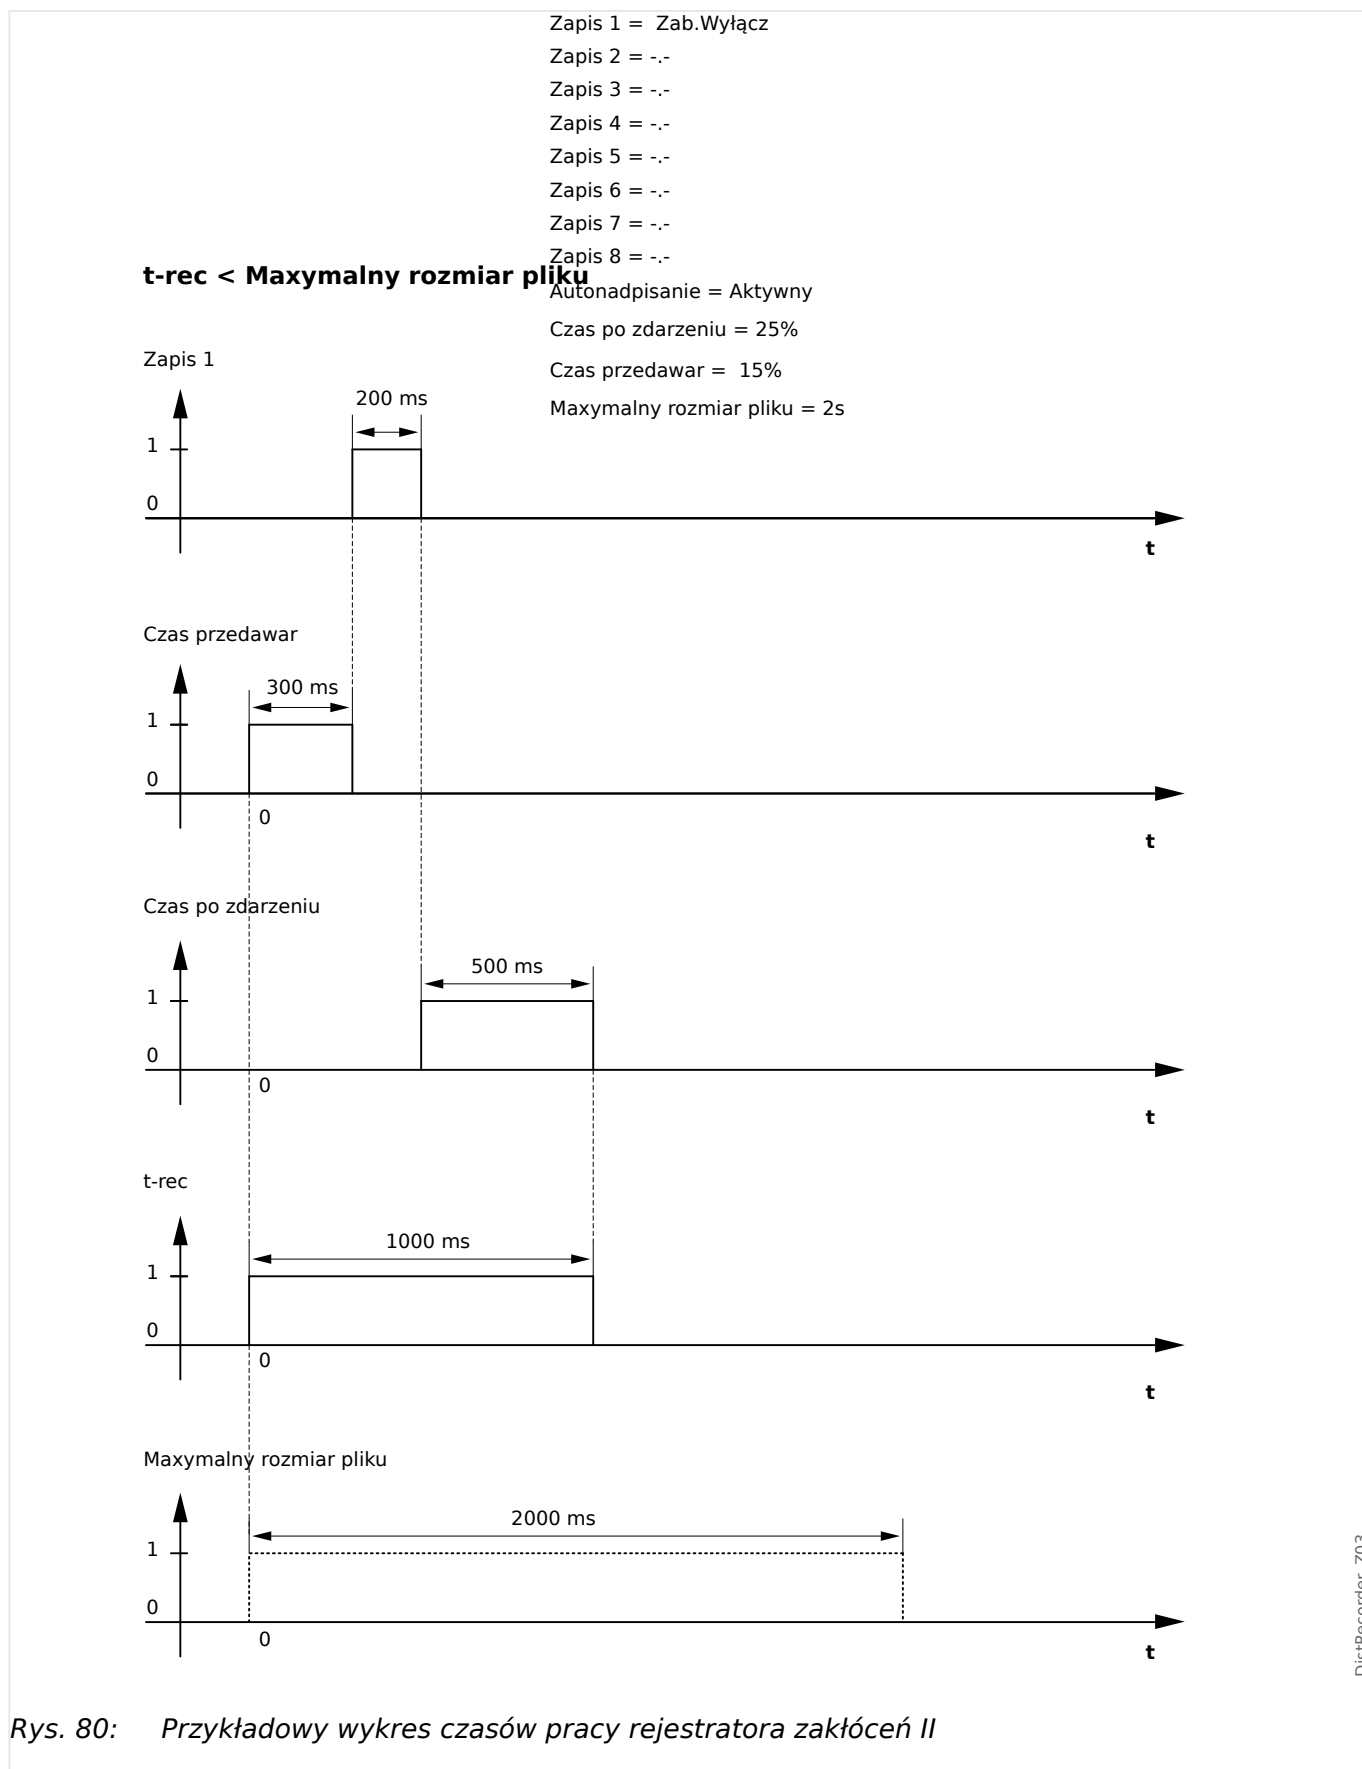 Zapis 1 =  Zab.Wyłącz
Zapis 2 = -.-
Zapis 3 = -.-
Zapis 4 = -.-
Zapis 5 = -.-
Zapis 6 = -.-
Zapis 7 = -.-
Zapis 8 = -.-
t-rec < Maxymalny rozmiar pliku
Autonadpisanie = Aktywny
Czas po zdarzeniu = 25%
Zapis 1
Czas przedawar =  15%
200 ms
Maxymalny rozmiar pliku = 2s
1
0
t
Czas przedawar
300 ms
1
0
0
t
Czas po zdarzeniu
500 ms
1
0
0
t
t-rec
1000 ms
1
0
0
t
Maxymalny rozmiar pliku
2000 ms
1
0
0
t
DistRecorder_Z03
Rys. 80: Przykładowy wykres czasów pracy rejestratora zakłóceń II